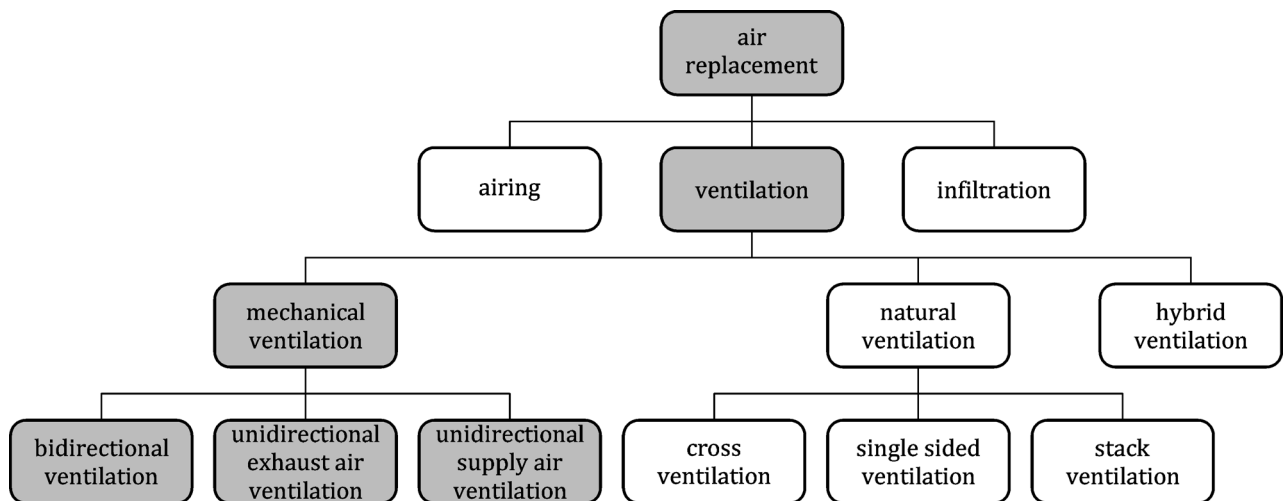 air
replacement
airing
ventilation
infiltration
mechanical
ventilation
natural
ventilation
hybrid
ventilation
bidirectional
ventilation
unidirectional
exhaust air
ventilation
unidirectional
supply air
ventilation
cross
ventilation
single sided
ventilation
stack
ventilation